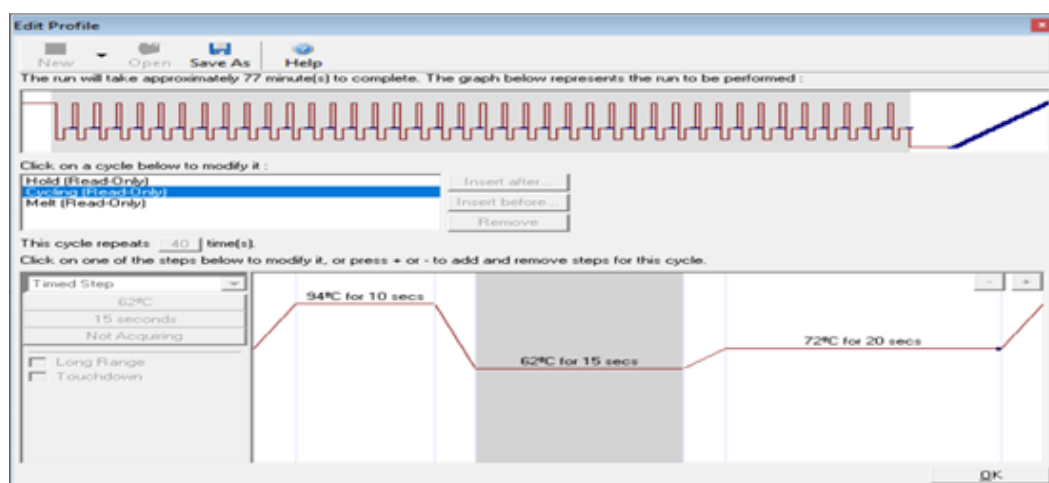 Edit Profile
New Open Save As Help
The run will take approximately 77 minute(s) to complete. The graph below represents the run to be performed :
Click on a cycle below to modify it :
Hold (Read-Only)
Cycling (Read-Only)
Melt (Read-Only)
Insert after...
Insert before...
Remove
This cycle repeats 40 time(s).
Click on one of the steps below to modify it, or press + or - to add and remove steps for this cycle.
Timed Step
62ºC
15 seconds
Not Acquiring
Long Range
Touchdown
94ºC for 10 secs
62ºC for 15 secs
72ºC for 20 secs
- +
OK